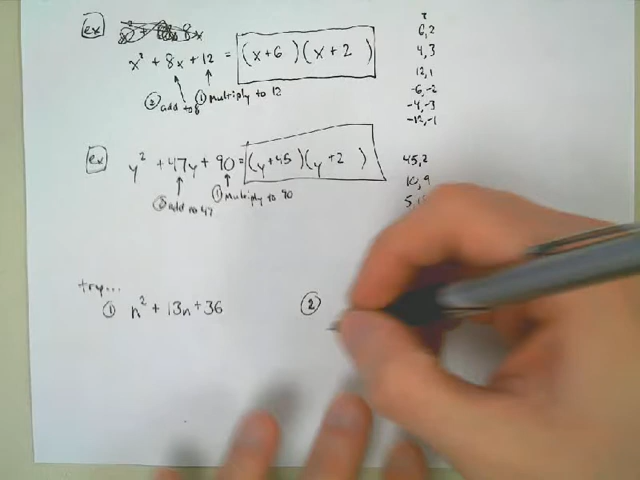 ex
x² + 8x + 12 = (x+6)(x+2)
② add to 8 ① multiply to 12
6,2
4,3
12,1
-6,-2
-4,-3
-12,-1
ex
y² + 47y + 90 = (y+45)(y+2)
② add to 47 ① multiply to 90
45,2
10,9
5,
try...
① n² + 13n + 36
②